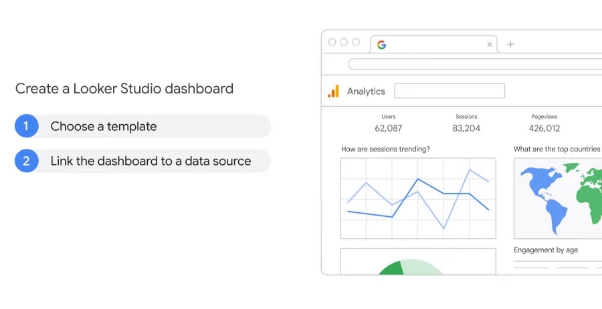 Create a Looker Studio dashboard
1 Choose a template
2 Link the dashboard to a data source
Analytics
Users Sessions Pageviews
62,087 83,204 426,012
How are sessions trending? What are the top countries
Engagement by age